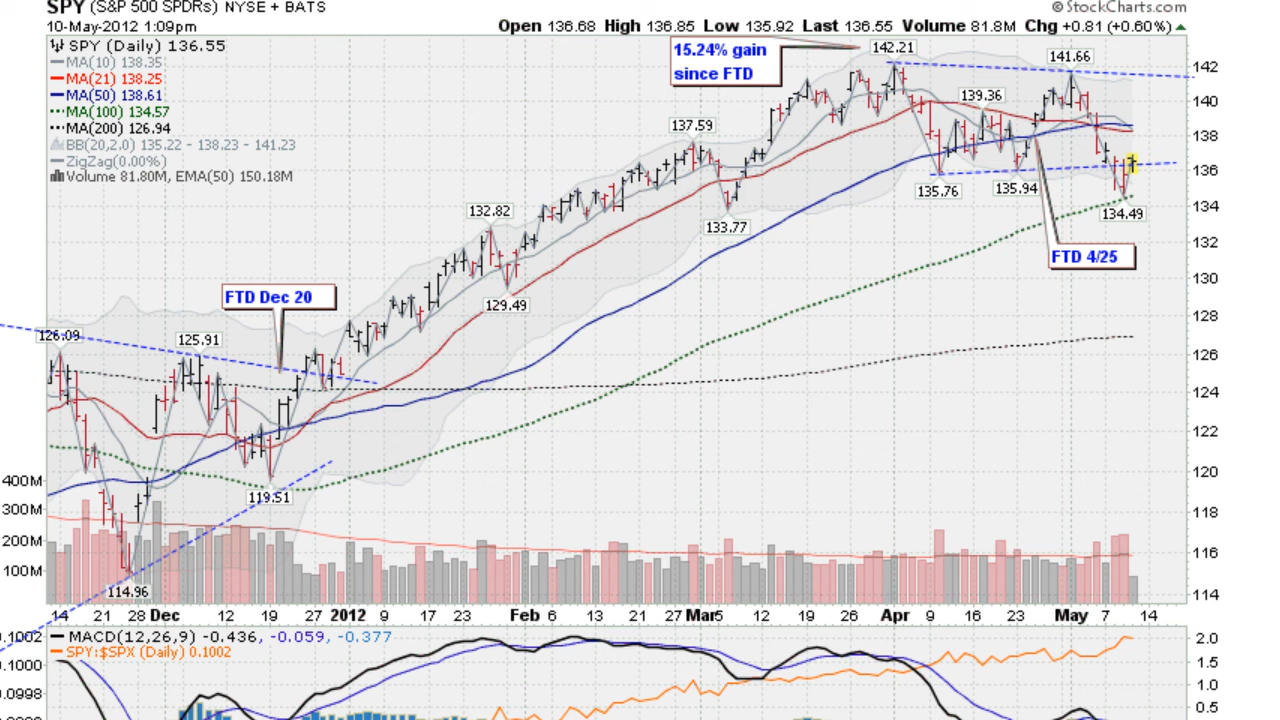 SPY (S&P 500 SPDRs) NYSE + BATS
© StockCharts.com
10-May-2012 1:09pm
Open 136.68 High 136.85 Low 135.92 Last 136.55 Volume 81.8M Chg +0.81 (+0.60%)
SPY (Daily) 136.55
MA(10) 138.35
MA(21) 138.25
MA(50) 138.61
MA(100) 134.57
MA(200) 126.94
BB(20,2.0) 135.22 - 138.23 - 141.23
ZigZag(0.00%)
Volume 81.80M, EMA(50) 150.18M
15.24% gain
since FTD
142.21
141.66
139.36
137.59
135.76
135.94
134.49
133.77
132.82
129.49
FTD 4/25
FTD Dec 20
126.09
125.91
119.51
114.96
142
140
138
136
134
132
130
128
126
124
122
120
118
116
114
400M
300M
200M
100M
14 21 28 Dec 12 19 27 2012 9 17 23 Feb 6 13 21 27 Mar 5 12 19 26 Apr 9 16 23 May 7 14
MACD(12,26,9) -0.436, -0.059, -0.377
SPY:$SPX (Daily) 0.1002
0.1002
0.1000
0.0998
2.0
1.5
1.0
0.5